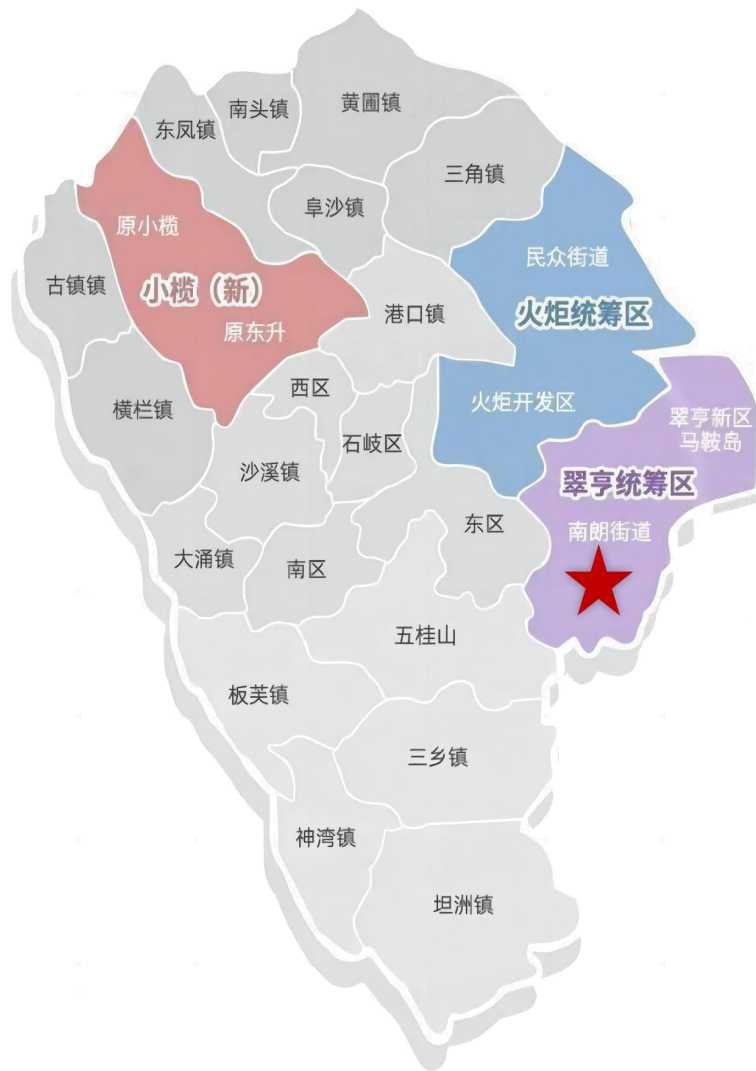 黄圃镇
南头镇
东凤镇
三角镇
阜沙镇
原小榄
民众街道
古镇镇
小榄（新）
火炬统筹区
港口镇
原东升
西区
火炬开发区
横栏镇
翠亨新区
马鞍岛
石岐区
沙溪镇
翠亨统筹区
东区
南朗街道
大涌镇
南区
五桂山
板芙镇
三乡镇
神湾镇
坦洲镇